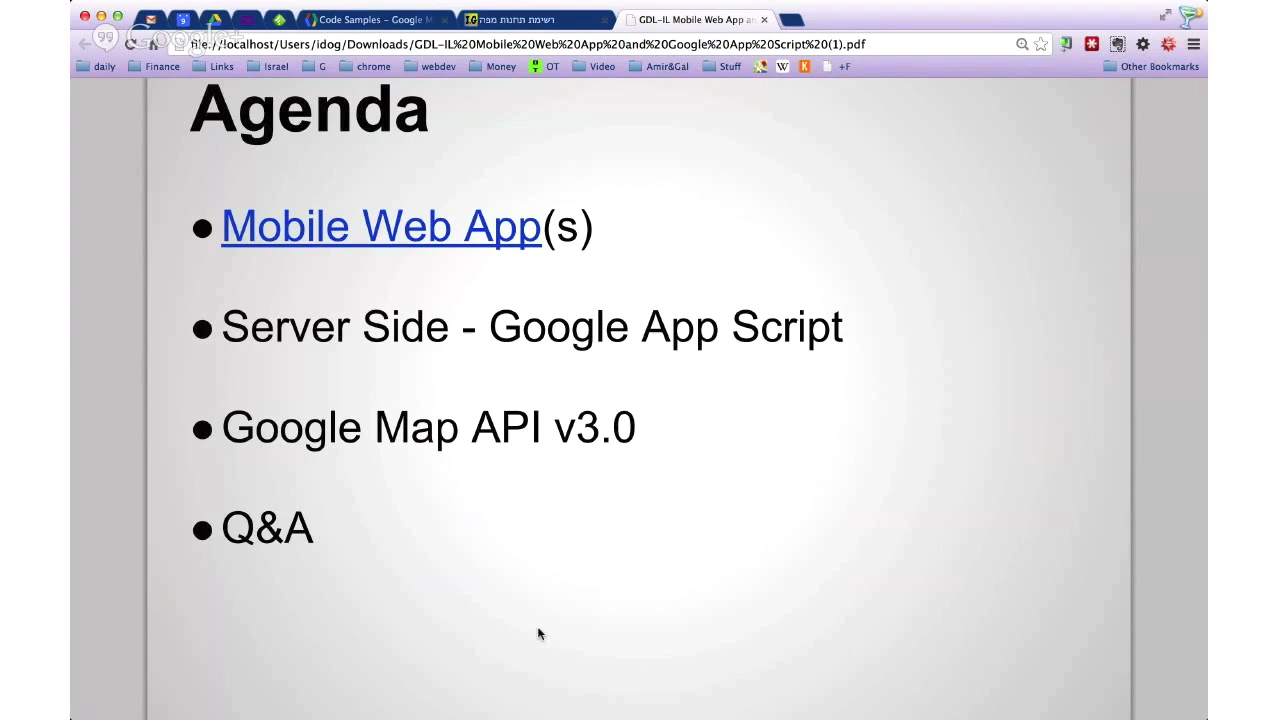 Code Samples – Google M
רשימת תחנות מפה
GDL-IL Mobile Web App an
Google+
file://localhost/Users/idog/Downloads/GDL-IL%20Mobile%20Web%20App%20and%20Google%20App%20Script%20(1).pdf
daily Finance Links Israel G chrome webdev Money OT Video Amir&Gal Stuff W K +F Other Bookmarks
Agenda
● Mobile Web App(s)
● Server Side - Google App Script
● Google Map API v3.0
● Q&A